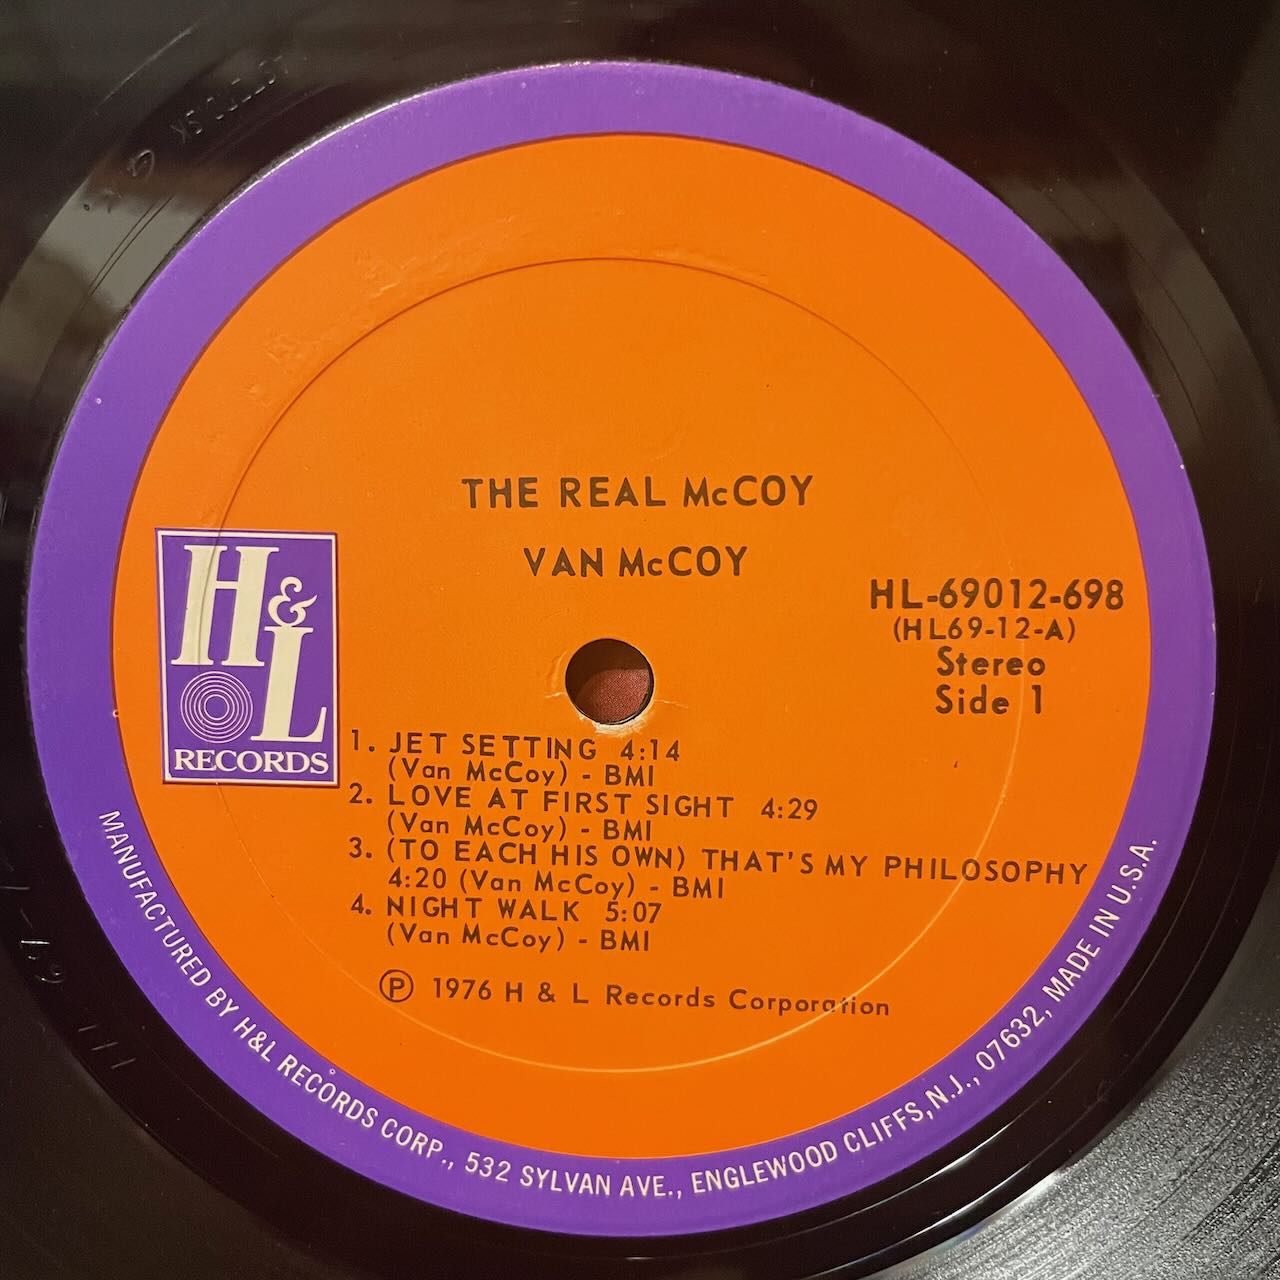 THE REAL McCOY
VAN McCOY
HL-69012-698
(HL69-12-A)
Stereo
Side 1
H&L
RECORDS
1. JET SETTING 4:14
(Van McCoy) - BMI
2. LOVE AT FIRST SIGHT 4:29
(Van McCoy) - BMI
3. (TO EACH HIS OWN) THAT'S MY PHILOSOPHY
4:20 (Van McCoy) - BMI
4. NIGHT WALK 5:07
(Van McCoy) - BMI
Ⓟ 1976 H & L Records Corporation
MANUFACTURED BY H&L RECORDS CORP., 532 SYLVAN AVE., ENGLEWOOD CLIFFS, N.J., 07632, MADE IN U.S.A.